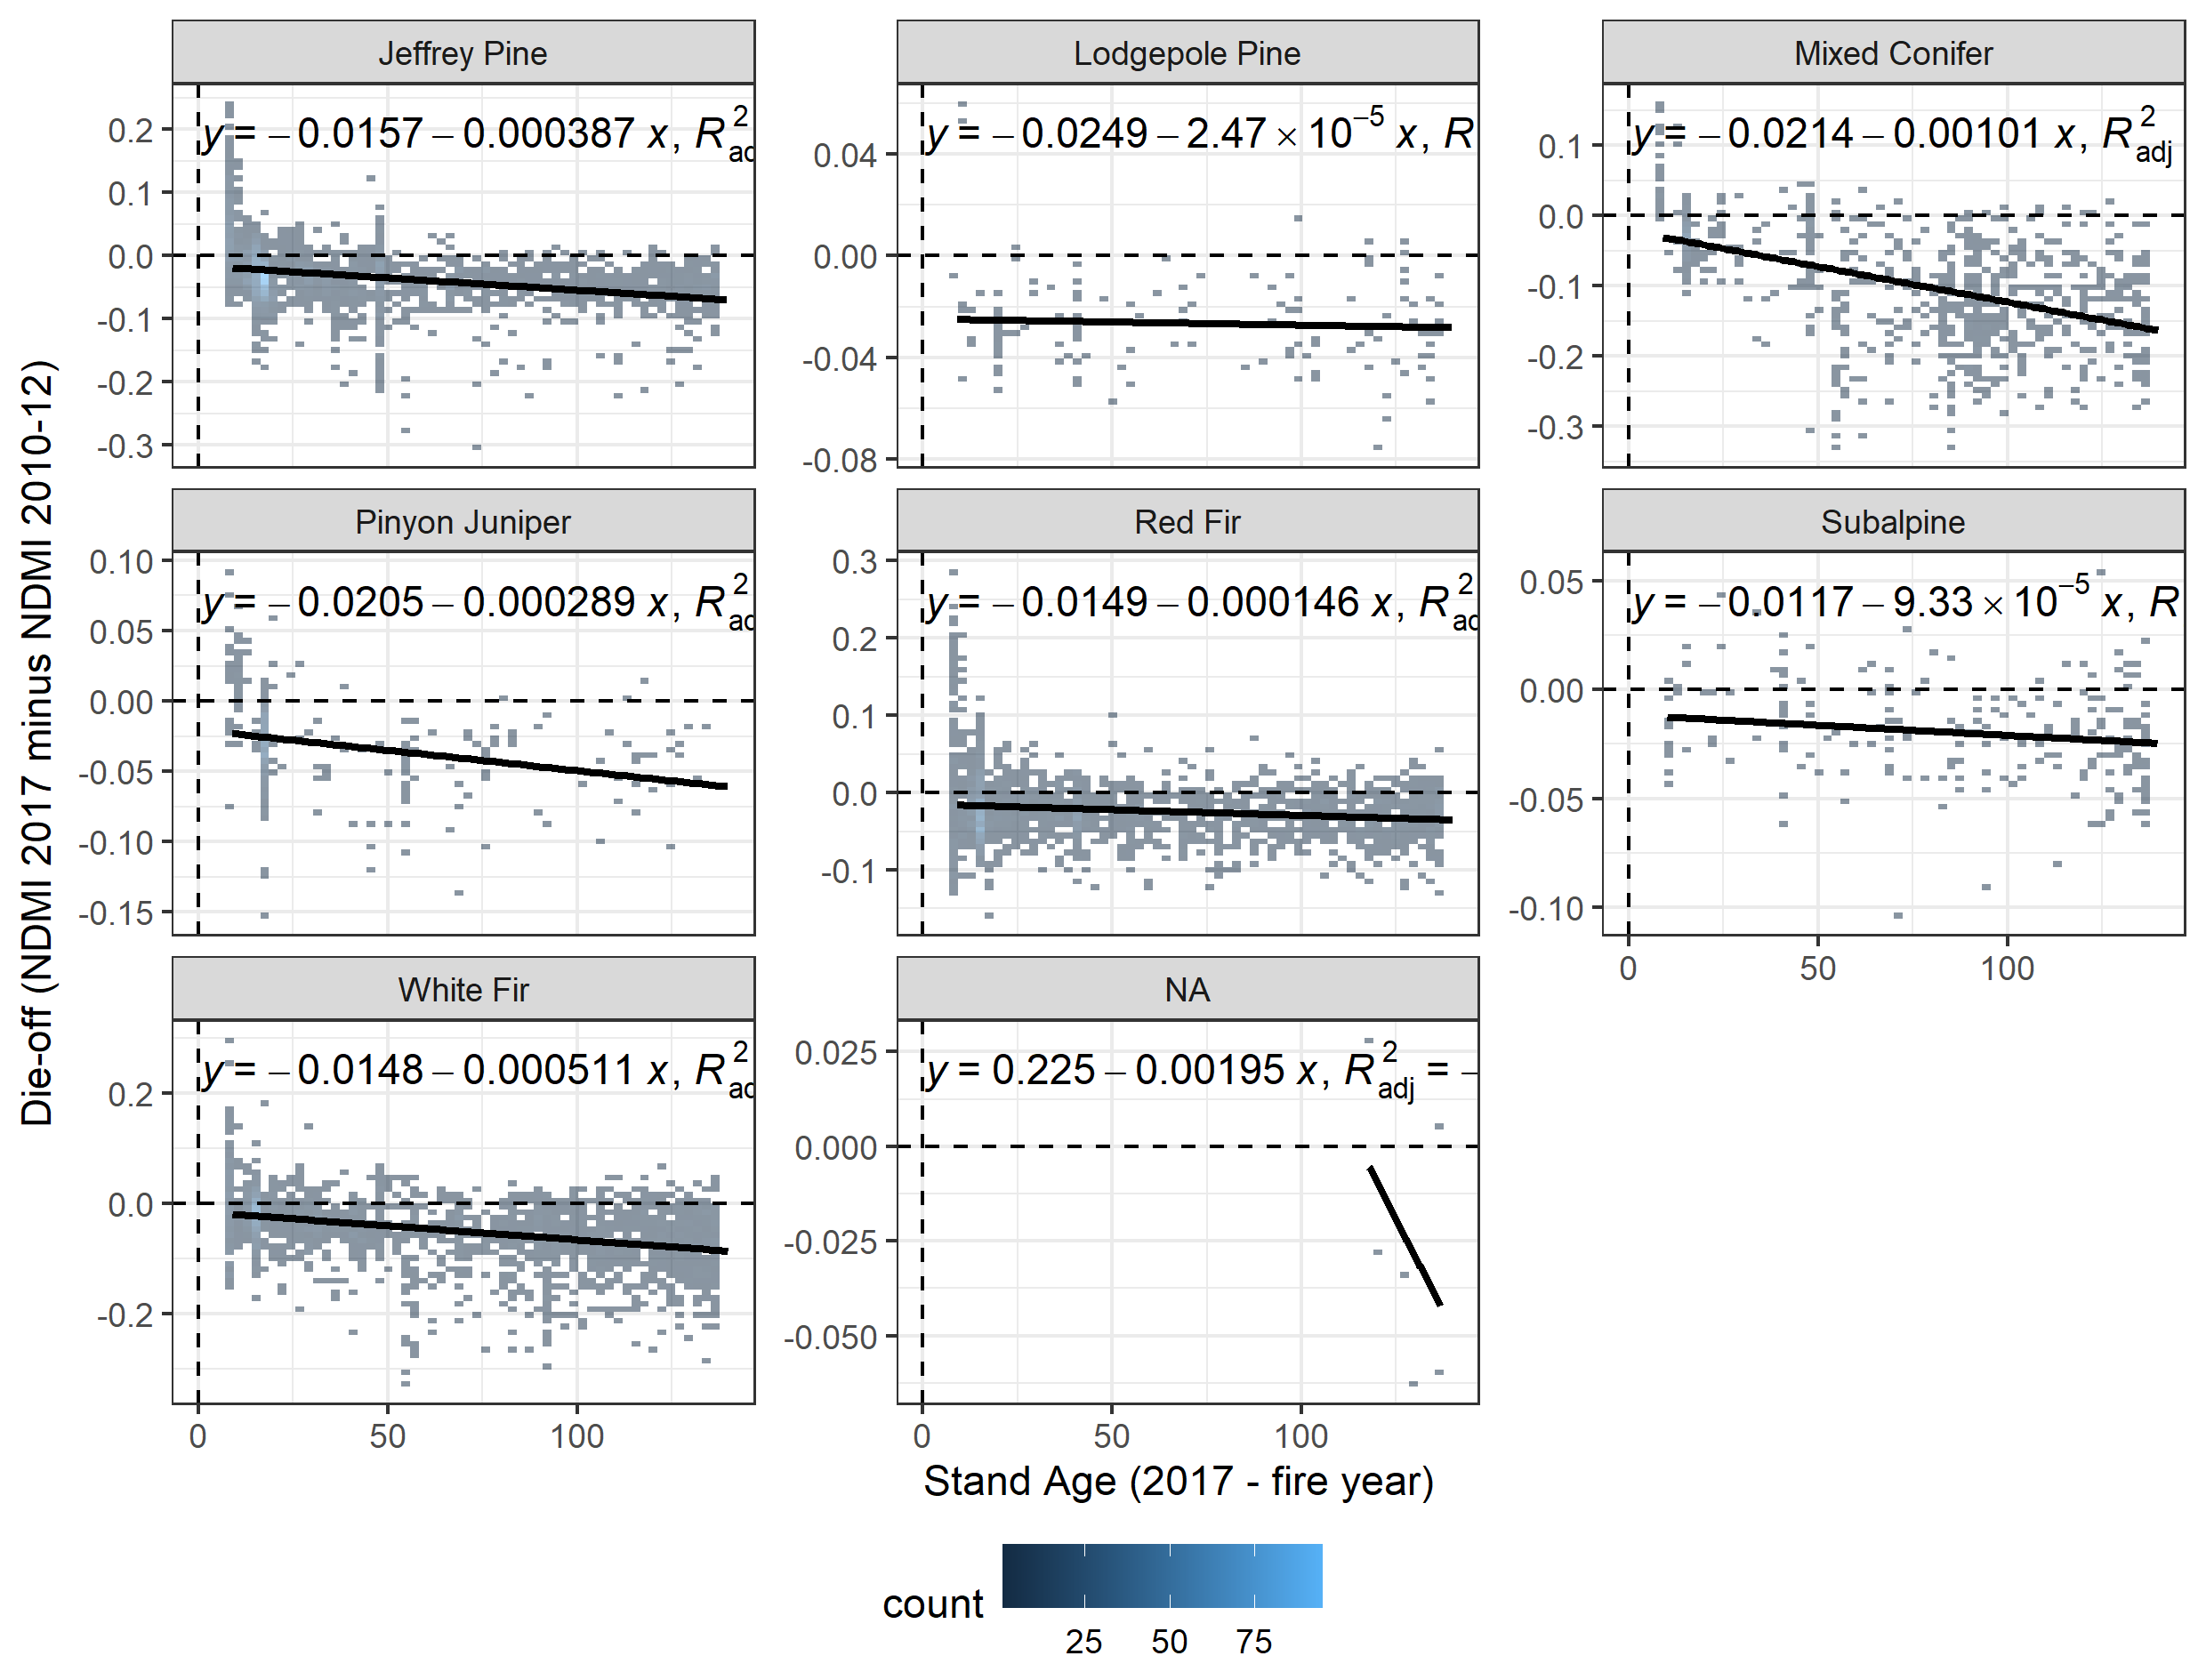 Jeffrey Pine
Lodgepole Pine
Mixed Conifer
y = −0.0157 − 0.000387 x, R²
y = −0.0249 − 2.47 × 10⁻⁵ x, R
y = −0.0214 − 0.00101 x, R²adj
0.2
0.1
0.0
-0.1
-0.2
-0.3
0.04
0.00
-0.04
-0.08
0.1
0.0
-0.1
-0.2
-0.3
Pinyon Juniper
Red Fir
Subalpine
y = −0.0205 − 0.000289 x, R²
y = −0.0149 − 0.000146 x, R²
y = −0.0117 − 9.33 × 10⁻⁵ x, R
0.10
0.05
0.00
-0.05
-0.10
-0.15
0.3
0.2
0.1
0.0
-0.1
0.05
0.00
-0.05
-0.10
0 50 100
White Fir
NA
y = −0.0148 − 0.000511 x, R²
y = 0.225 − 0.00195 x, R²adj = −
0.2
0.0
-0.2
0.025
0.000
-0.025
-0.050
0 50 100
0 50 100
Die-off (NDMI 2017 minus NDMI 2010-12)
Stand Age (2017 - fire year)
count
25 50 75